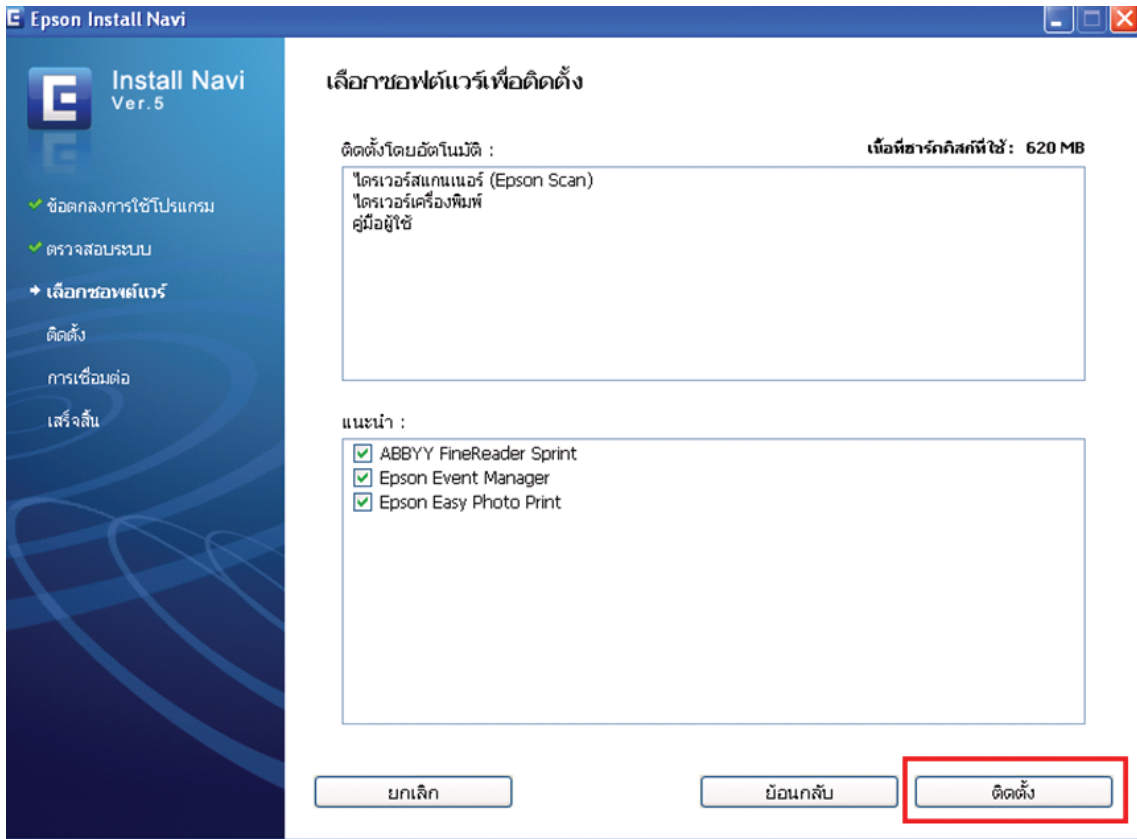 Epson Install Navi
Install Navi
Ver.5
ข้อตกลงการใช้โปรแกรม
ตรวจสอบระบบ
เลือกซอฟต์แวร์
ติดตั้ง
การเชื่อมต่อ
เสร็จสิ้น
เลือกซอฟต์แวร์เพื่อติดตั้ง
ติดตั้งโดยอัตโนมัติ :
เนื้อที่ฮาร์ดดิสก์ที่ใช้ : 620 MB
ไดรเวอร์สแกนเนอร์ (Epson Scan)
ไดรเวอร์เครื่องพิมพ์
คู่มือผู้ใช้
แนะนำ :
ABBYY FineReader Sprint
Epson Event Manager
Epson Easy Photo Print
ยกเลิก
ย้อนกลับ
ติดตั้ง